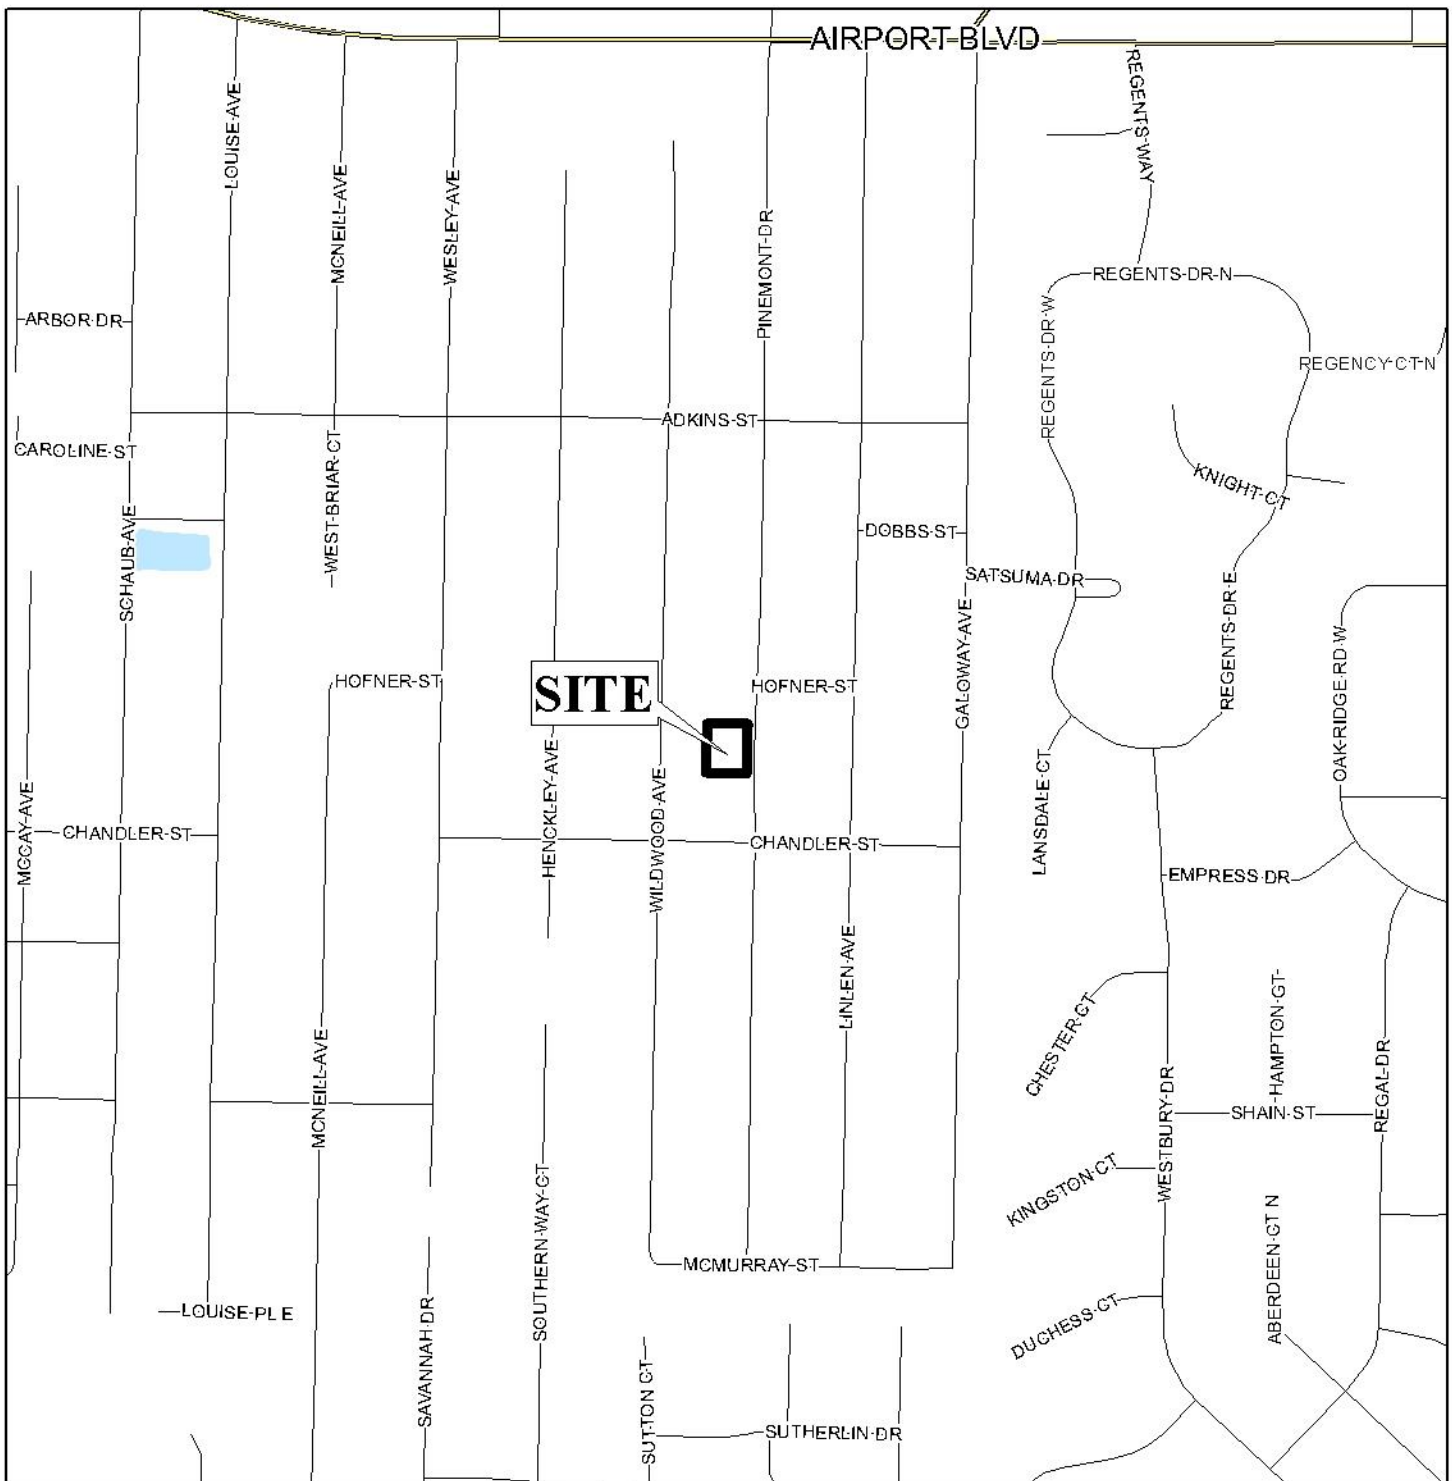 AIRPORT BLVD
REGENTS WAY
LOUISE AVE
MCNEILL AVE
WESLEY AVE
PINEMONT DR
REGENTS DR N
REGENTS DR W
ARBOR DR
REGENCY CT N
ADKINS ST
CAROLINE ST
WEST BRIAR CT
KNIGHT CT
SCHAUB AVE
DOBBS ST
SATSUMA DR
REGENTS DR E
GALOWAY AVE
OAK RIDGE RD W
HOFNER ST
SITE
HOFNER ST
HENCKLEY AVE
WILDWOOD AVE
LANSDALE CT
MCCAY AVE
CHANDLER ST
CHANDLER ST
EMPRESS DR
LINLEN AVE
CHESTER CT
HAMPTON CT
MCNEILL AVE
WESTBURY DR
SHAIN ST
REGAL DR
KINGSTON CT
SOUTHERN WAY CT
ABERDEEN CT N
MCMURRAY ST
LOUISE PL E
SAVANNAH DR
DUCHESS CT
SUTTON CT
SUTHERLIN DR